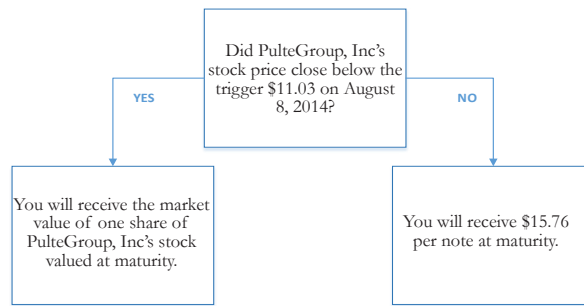 Did PulteGroup, Inc’s
stock price close below the
trigger $11.03 on August
8, 2014?
YES
NO
You will receive the market
value of one share of
PulteGroup, Inc’s stock
valued at maturity.
You will receive $15.76
per note at maturity.